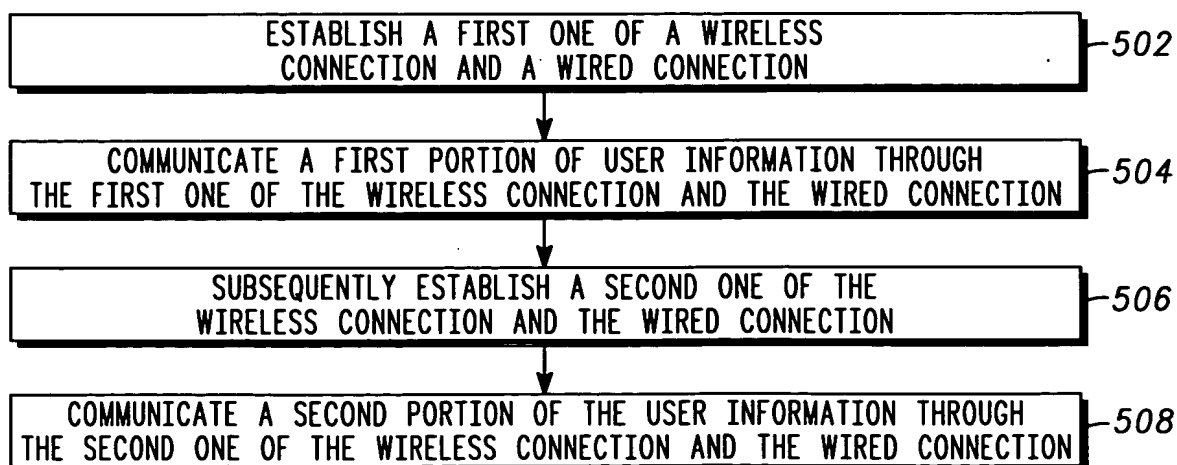 ESTABLISH A FIRST ONE OF A WIRELESS
CONNECTION AND A WIRED CONNECTION
502
COMMUNICATE A FIRST PORTION OF USER INFORMATION THROUGH
THE FIRST ONE OF THE WIRELESS CONNECTION AND THE WIRED CONNECTION
504
SUBSEQUENTLY ESTABLISH A SECOND ONE OF THE
WIRELESS CONNECTION AND THE WIRED CONNECTION
506
COMMUNICATE A SECOND PORTION OF THE USER INFORMATION THROUGH
THE SECOND ONE OF THE WIRELESS CONNECTION AND THE WIRED CONNECTION
508